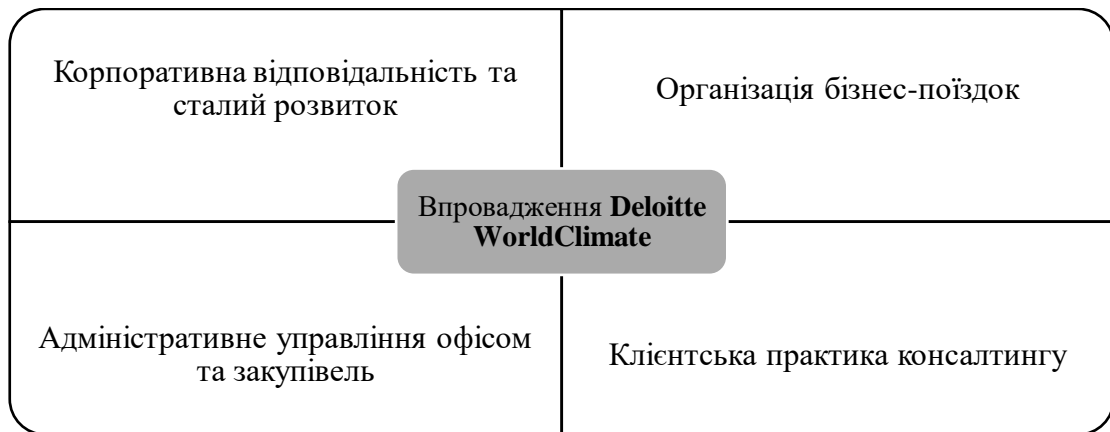 Корпоративна відповідальність та
сталий розвиток
Організація бізнес-поїздок
Впровадження Deloitte
WorldClimate
Адміністративне управління офісом
та закупівель
Клієнтська практика консалтингу